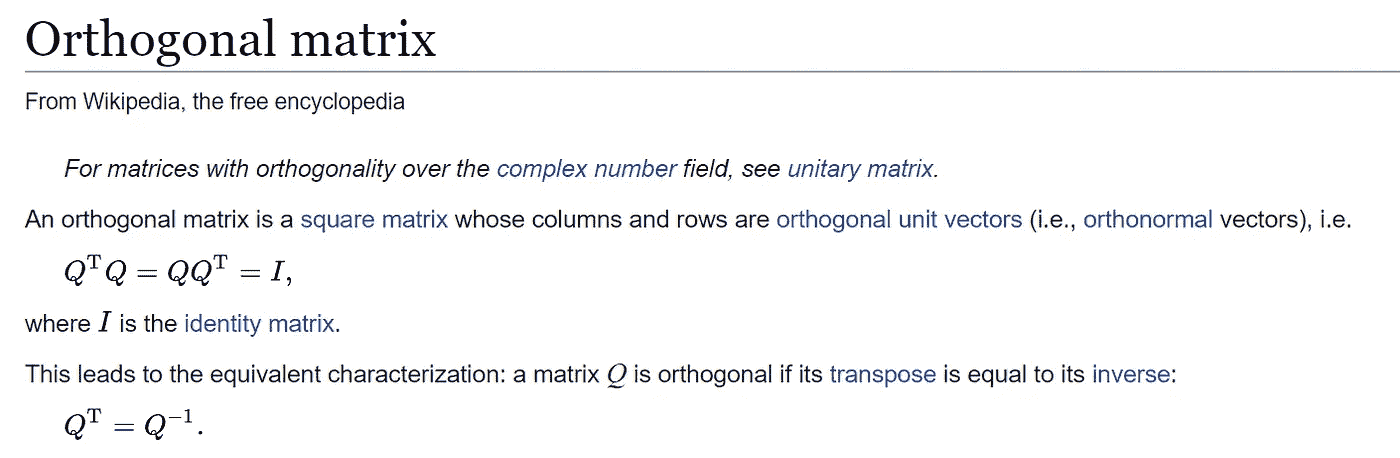 Orthogonal matrix
From Wikipedia, the free encyclopedia
For matrices with orthogonality over the complex number field, see unitary matrix.
An orthogonal matrix is a square matrix whose columns and rows are orthogonal unit vectors (i.e., orthonormal vectors), i.e.
QᵀQ = QQᵀ = I,
where I is the identity matrix.
This leads to the equivalent characterization: a matrix Q is orthogonal if its transpose is equal to its inverse:
Qᵀ = Q⁻¹.